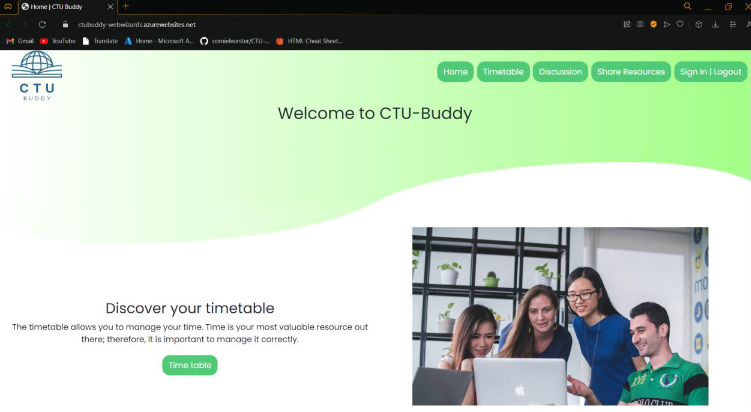 Home | CTU Buddy
ctubuddy-webwizards.azurewebsites.net
Gmail YouTube Translate Home - Microsoft A... HTML Cheat Sheet...
CTU
BUDDY
Home Timetable Discussion Share Resources Sign In | Logout
Welcome to CTU-Buddy
Discover your timetable
The timetable allows you to manage your time. Time is your most valuable resource out
there; therefore, it is important to manage it correctly.
Time table